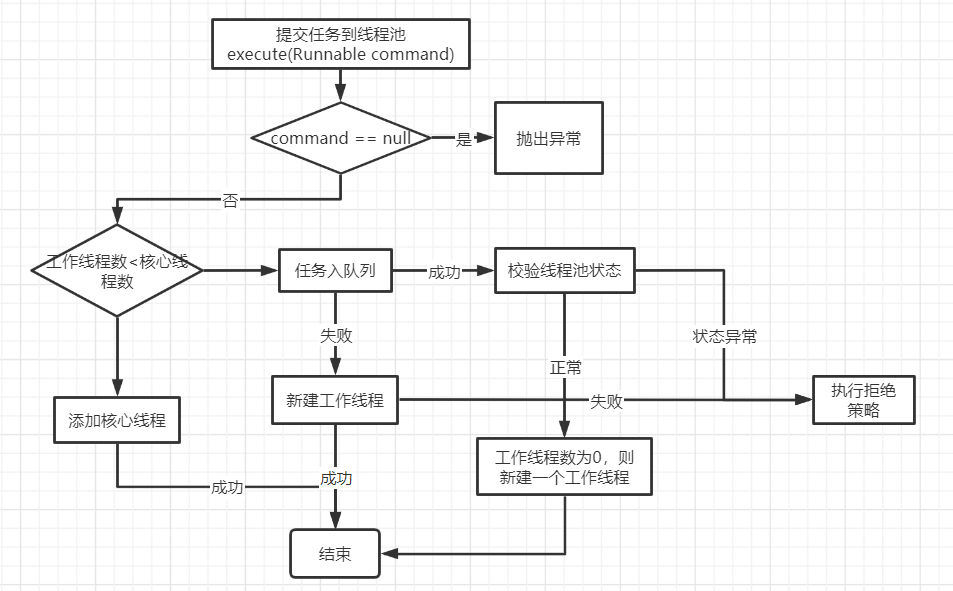 提交任务到线程池
execute(Runnable command)
command == null
是
抛出异常
否
工作线程数<核心线
程数
任务入队列
成功
校验线程池状态
失败
状态异常
正常
添加核心线程
新建工作线程
失败
执行拒绝
策略
工作线程数为0，则
新建一个工作线程
成功
成功
结束